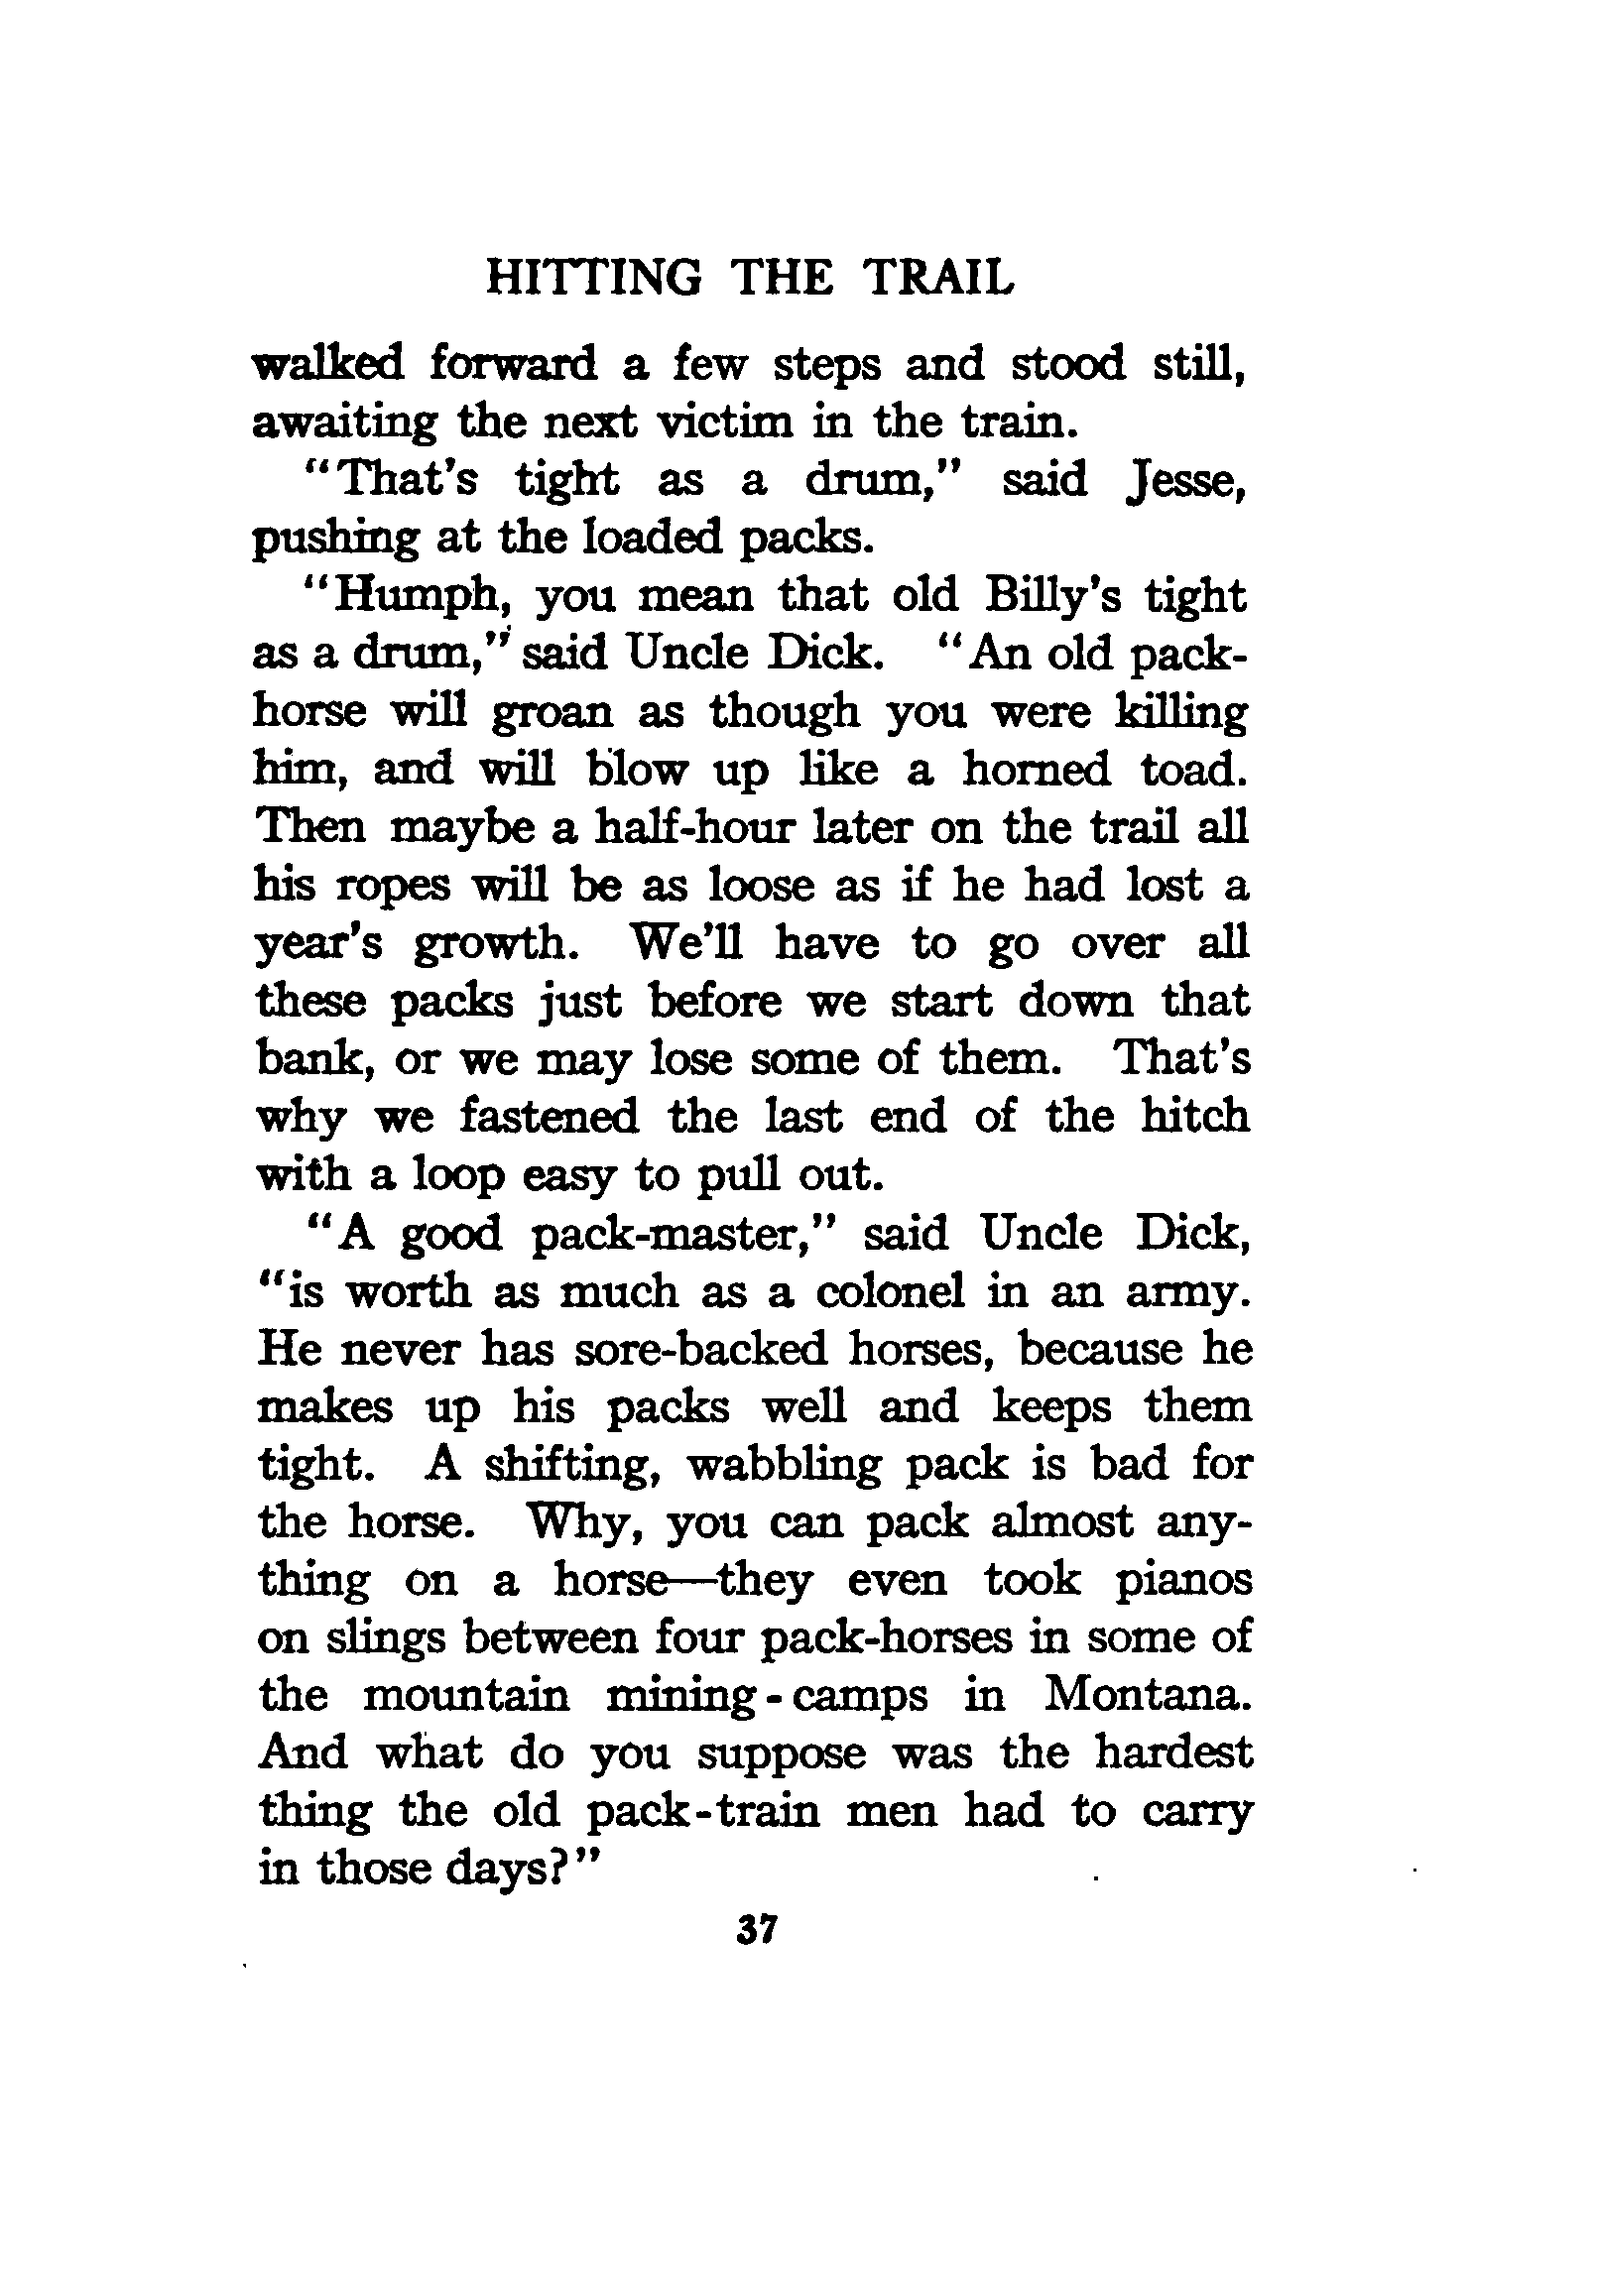 HITTING THE TRAIL
walked forward a few steps and stood still,
awaiting the next victim in the train.
"That's tight as a drum," said Jesse,
pushing at the loaded packs.
"Humph, you mean that old Billy's tight
as a drum," said Uncle Dick. "An old pack-
horse will groan as though you were killing
him, and will blow up like a horned toad.
Then maybe a half-hour later on the trail all
his ropes will be as loose as if he had lost a
year's growth. We'll have to go over all
these packs just before we start down that
bank, or we may lose some of them. That's
why we fastened the last end of the hitch
with a loop easy to pull out.
"A good pack-master," said Uncle Dick,
"is worth as much as a colonel in an army.
He never has sore-backed horses, because he
makes up his packs well and keeps them
tight. A shifting, wabbling pack is bad for
the horse. Why, you can pack almost any-
thing on a horse—they even took pianos
on slings between four pack-horses in some of
the mountain mining-camps in Montana.
And what do you suppose was the hardest
thing the old pack-train men had to carry
in those days?"
37